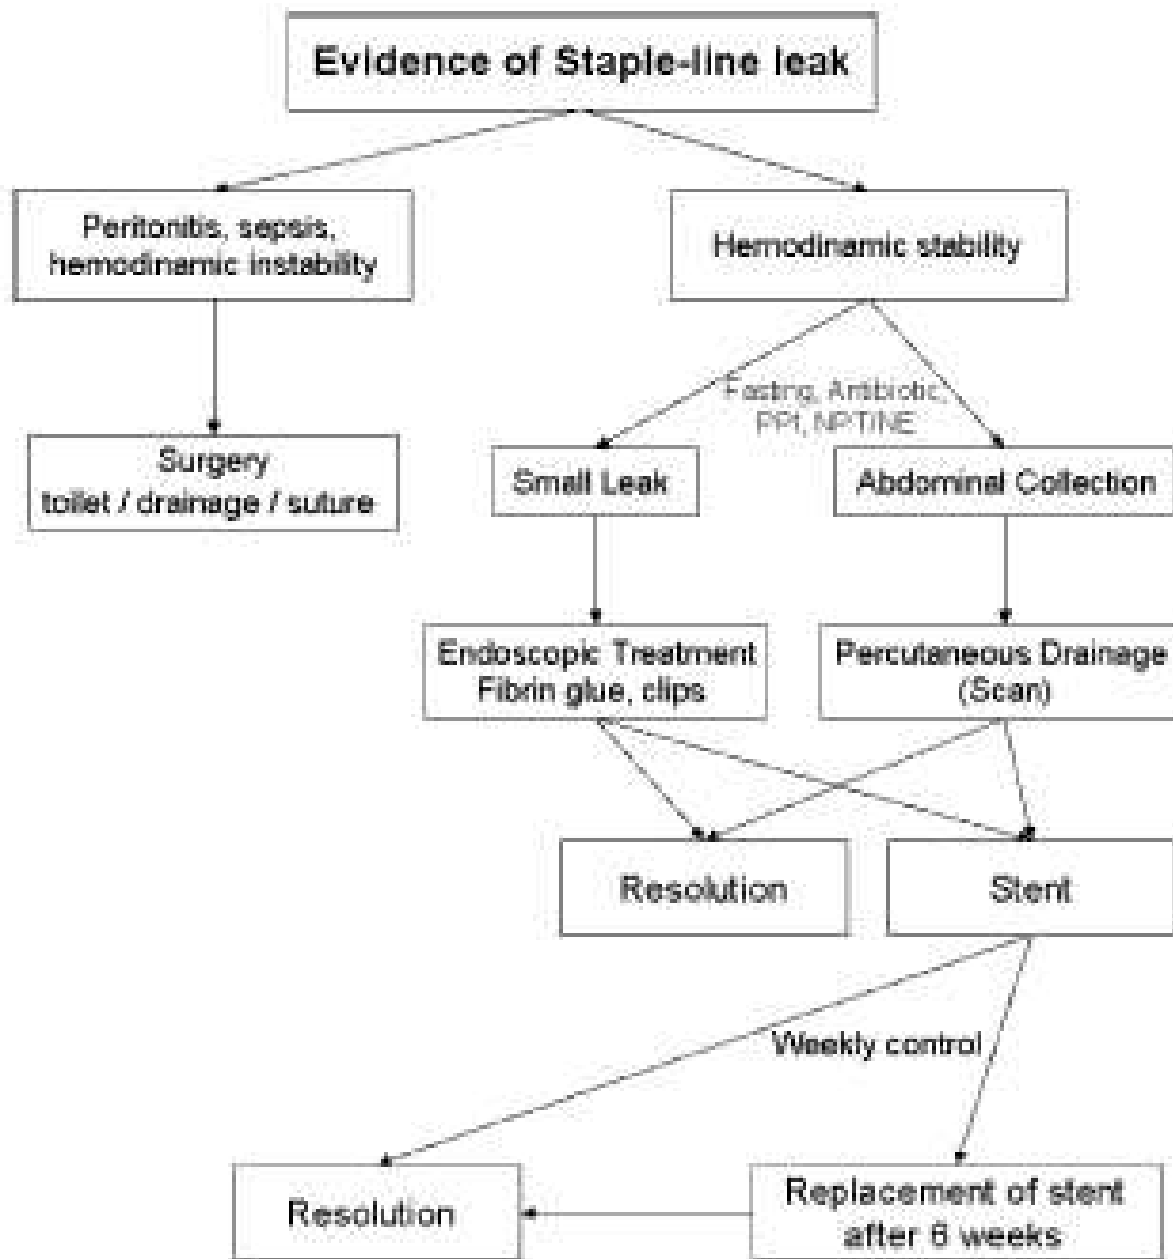 Evidence of Staple-line leak
Peritonitis, sepsis,
hemodinamic instability
Hemodinamic stability
Fasting, Antibiotic,
PPI, NPT/NE
Surgery
toilet / drainage / suture
Small Leak
Abdominal Collection
Endoscopic Treatment
Fibrin glue, clips
Percutaneous Drainage
(Scan)
Resolution
Stent
Weekly control
Resolution
Replacement of stent
after 6 weeks